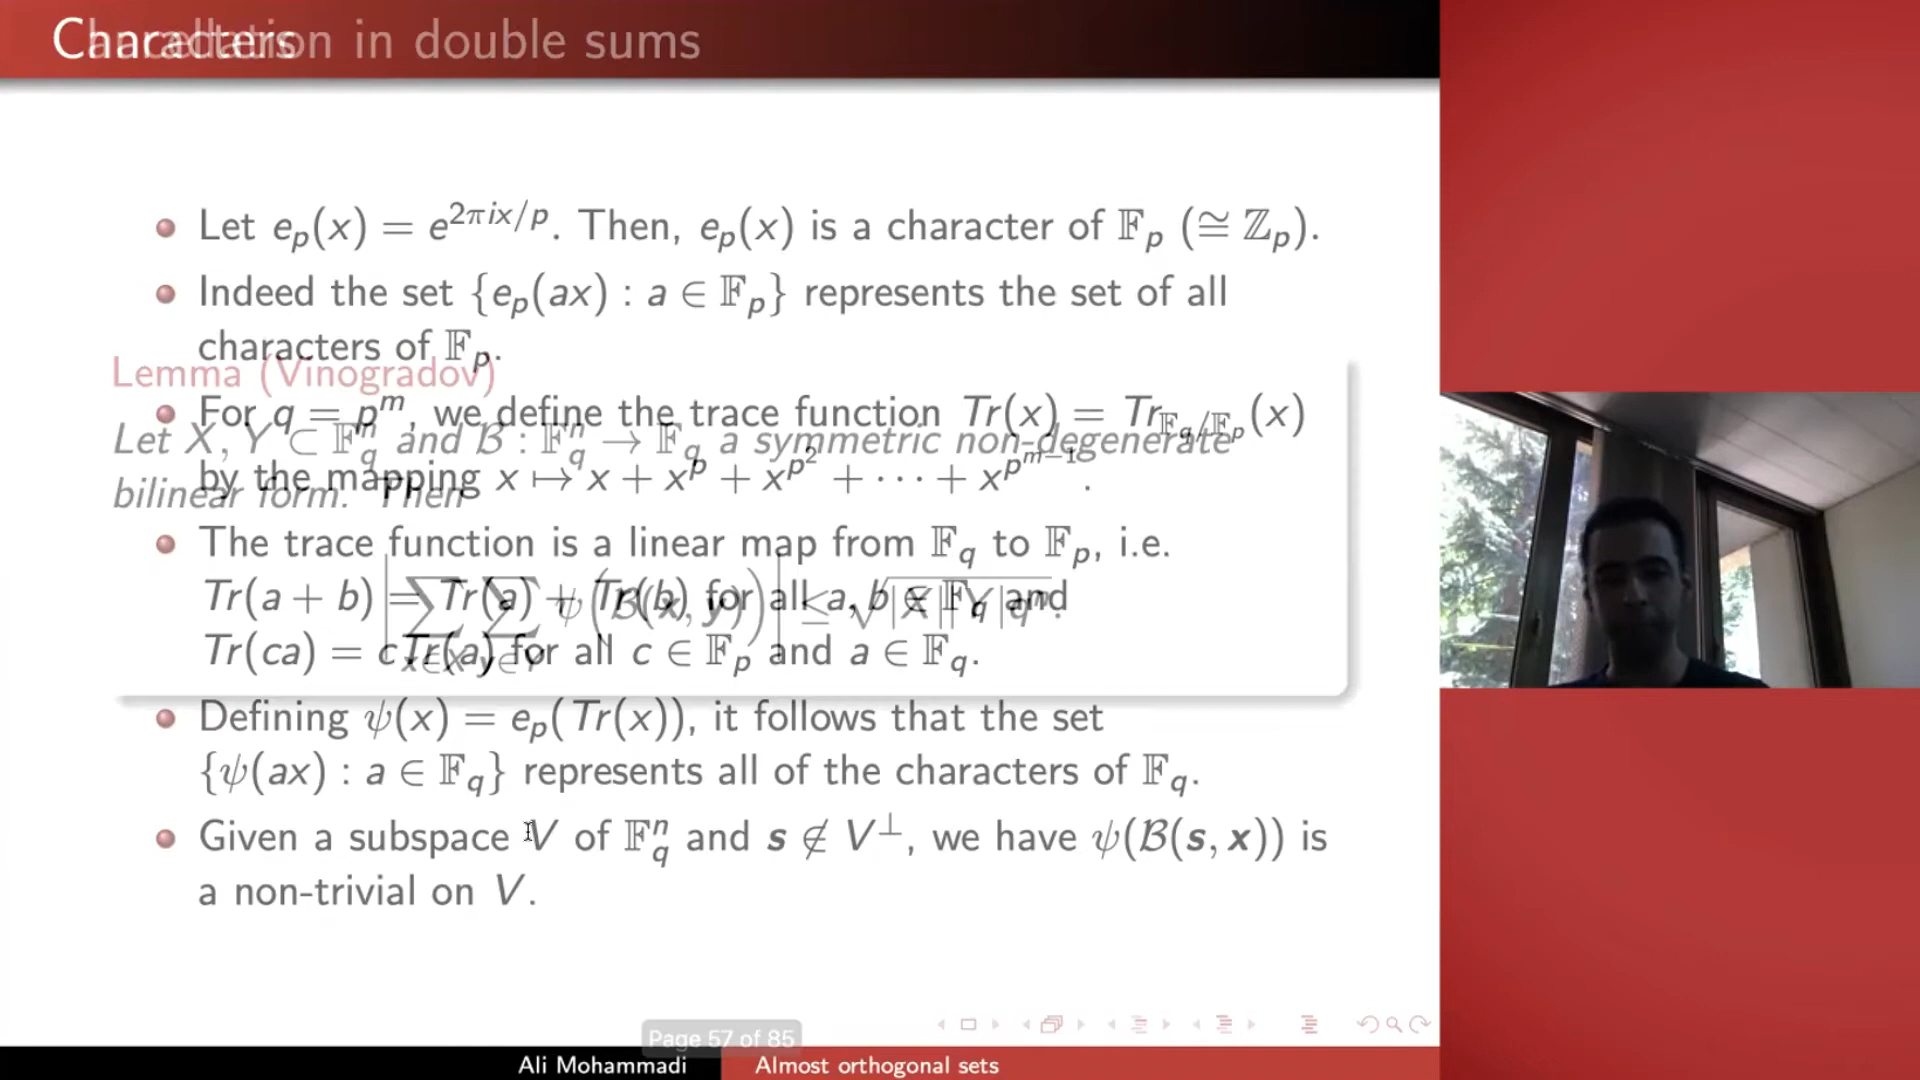 Characters
Cancellation in double sums
Let e_p(x) = e^{2πix/p}. Then, e_p(x) is a character of 𝔽_p (≅ ℤ_p).
Indeed the set {e_p(ax) : a ∈ 𝔽_p} represents the set of all
characters of 𝔽_p.
For q = p^m, we define the trace function Tr(x) = Tr_{𝔽_q/𝔽_p}(x)
by the mapping x ↦ x + x^p + x^{p^2} + ⋯ + x^{p^{m−1}}.
The trace function is a linear map from 𝔽_q to 𝔽_p, i.e.
Tr(a + b) = Tr(a) + Tr(b) for all a, b ∈ 𝔽_q and
Tr(ca) = cTr(a) for all c ∈ 𝔽_p and a ∈ 𝔽_q.
Defining ψ(x) = e_p(Tr(x)), it follows that the set
{ψ(ax) : a ∈ 𝔽_q} represents all of the characters of 𝔽_q.
Given a subspace V of 𝔽_q^n and s ∉ V^⊥, we have ψ(ℬ(s, x)) is
a non-trivial on V.
Lemma (Vinogradov)
Let X, Y ⊂ 𝔽_q^n and ℬ : 𝔽_q^n → 𝔽_q a symmetric non-degenerate
bilinear form. Then
|∑_{x∈X} ∑_{y∈Y} ψ(ℬ(x, y))| ≤ √(|X||Y|q^n).
Page 57 of 85
Ali Mohammadi
Almost orthogonal sets